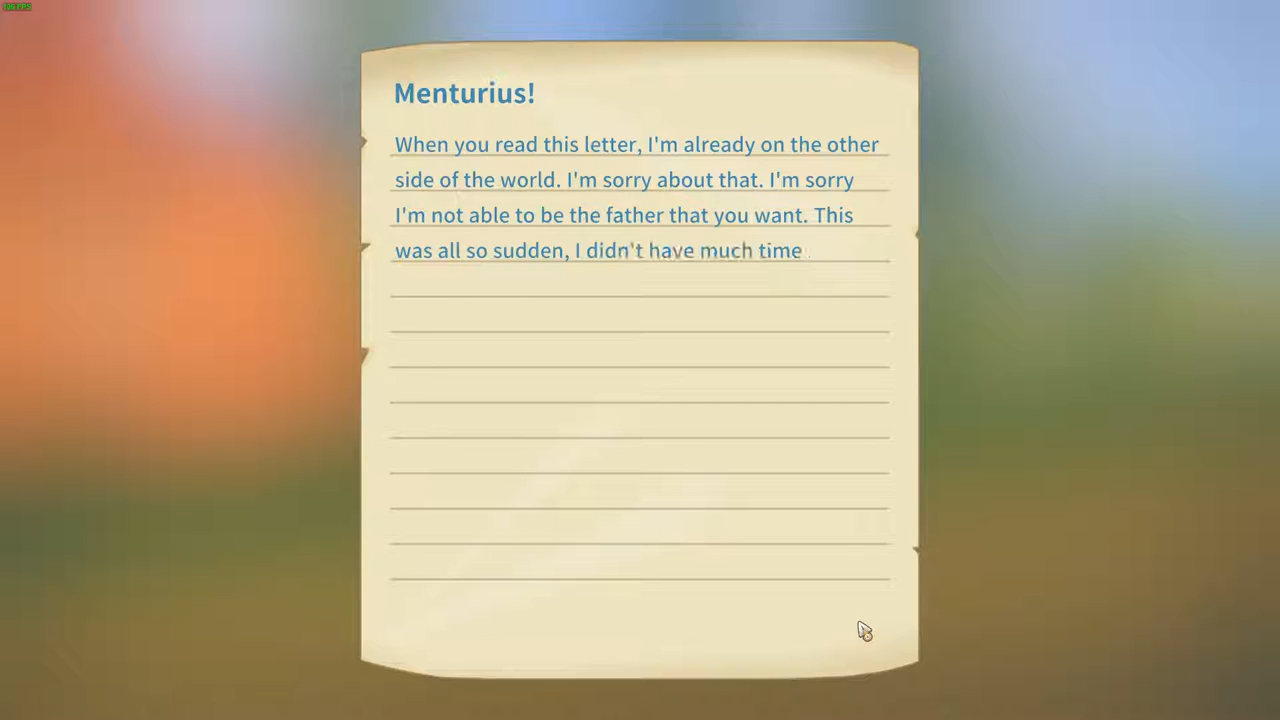 Menturius!
When you read this letter, I'm already on the other
side of the world. I'm sorry about that. I'm sorry
I'm not able to be the father that you want. This
was all so sudden, I didn't have much time